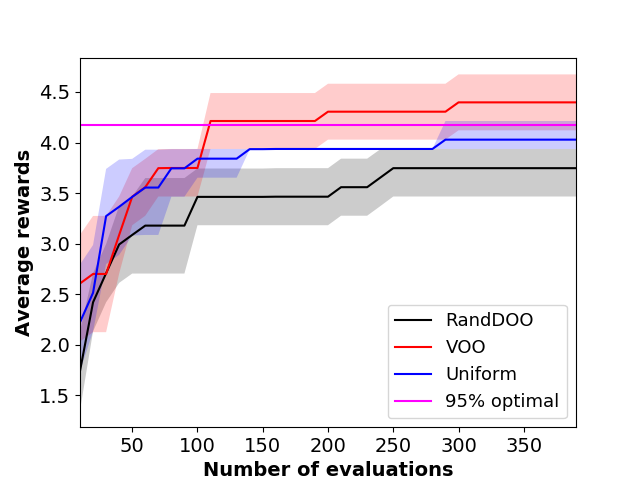 4.5
4.0
3.5
3.0
2.5
2.0
1.5
Average rewards
RandDOO
VOO
Uniform
95% optimal
50 100 150 200 250 300 350
Number of evaluations